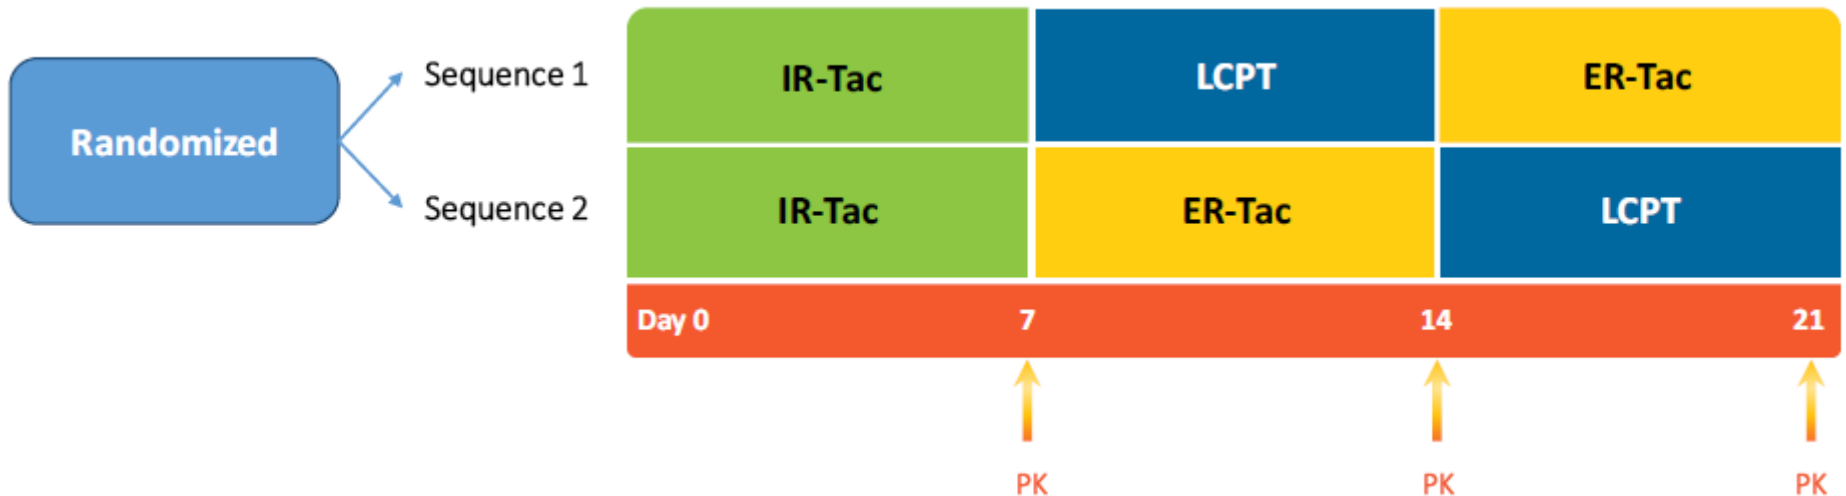 Randomized
Sequence 1
IR-Tac
LCPT
ER-Tac
Sequence 2
IR-Tac
ER-Tac
LCPT
Day 0 7 14 21
PK PK PK